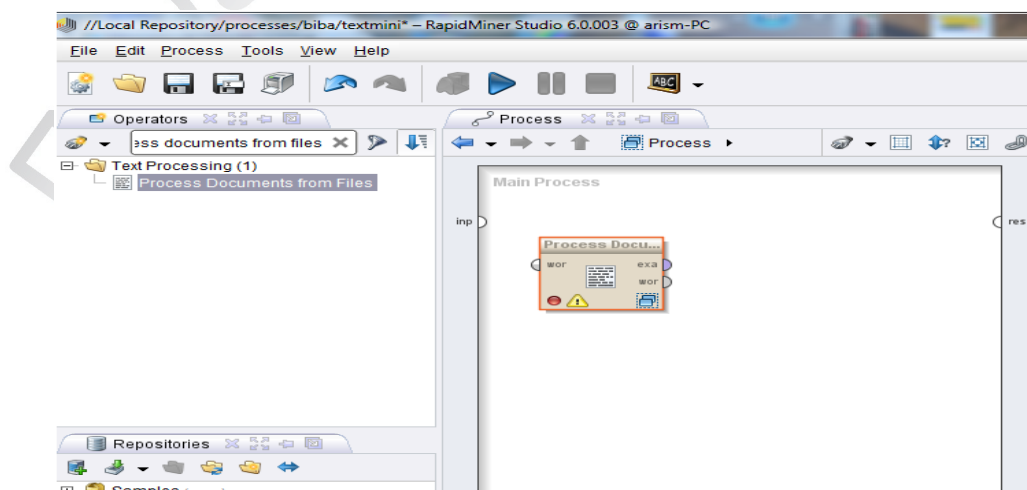 //Local Repository/processes/biba/textmini* – RapidMiner Studio 6.0.003 @ arism-PC
File Edit Process Tools View Help
ABC
Operators
Process
documents from files
Process
Text Processing (1)
Process Documents from Files
Main Process
inp
res
Process Docu...
wor
exa
wor
Repositories
Samples